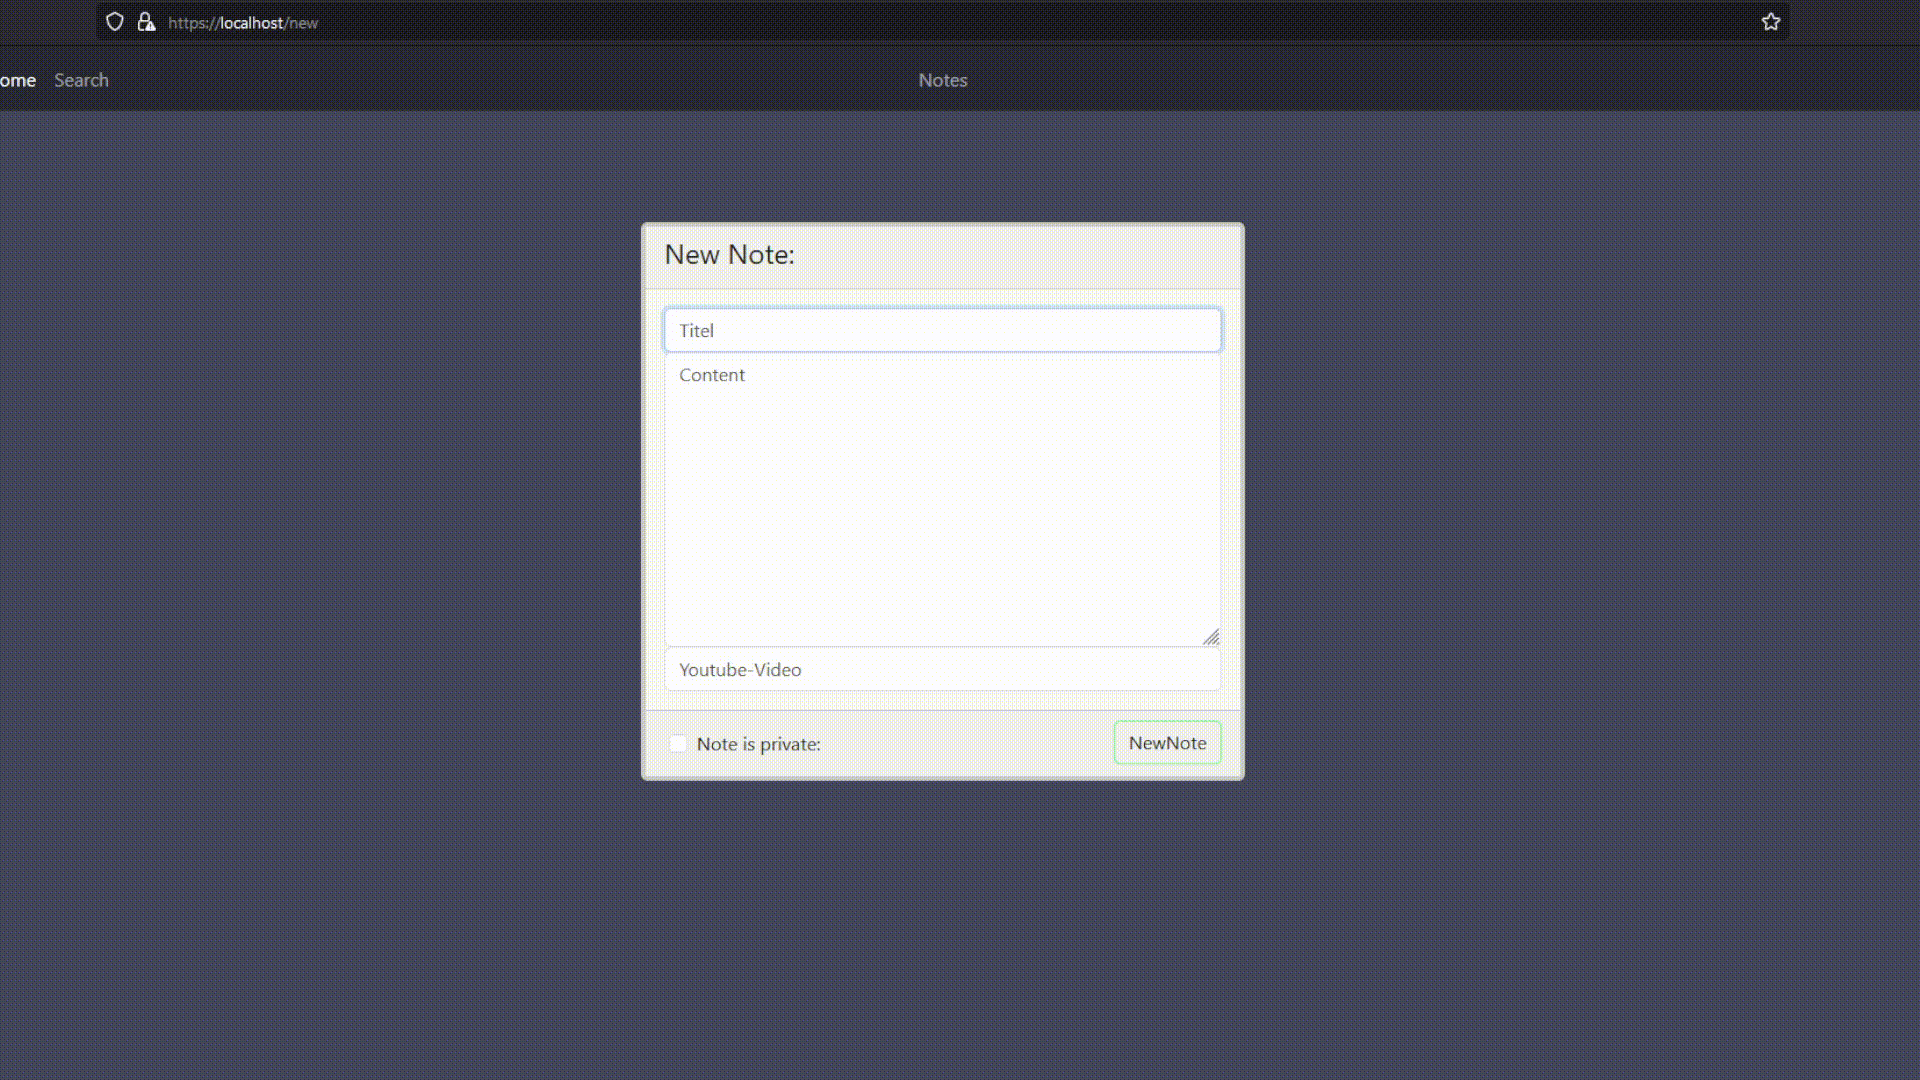 https://localhost/new
ome Search Notes
New Note:
Titel
Content
Youtube-Video
Note is private: NewNote